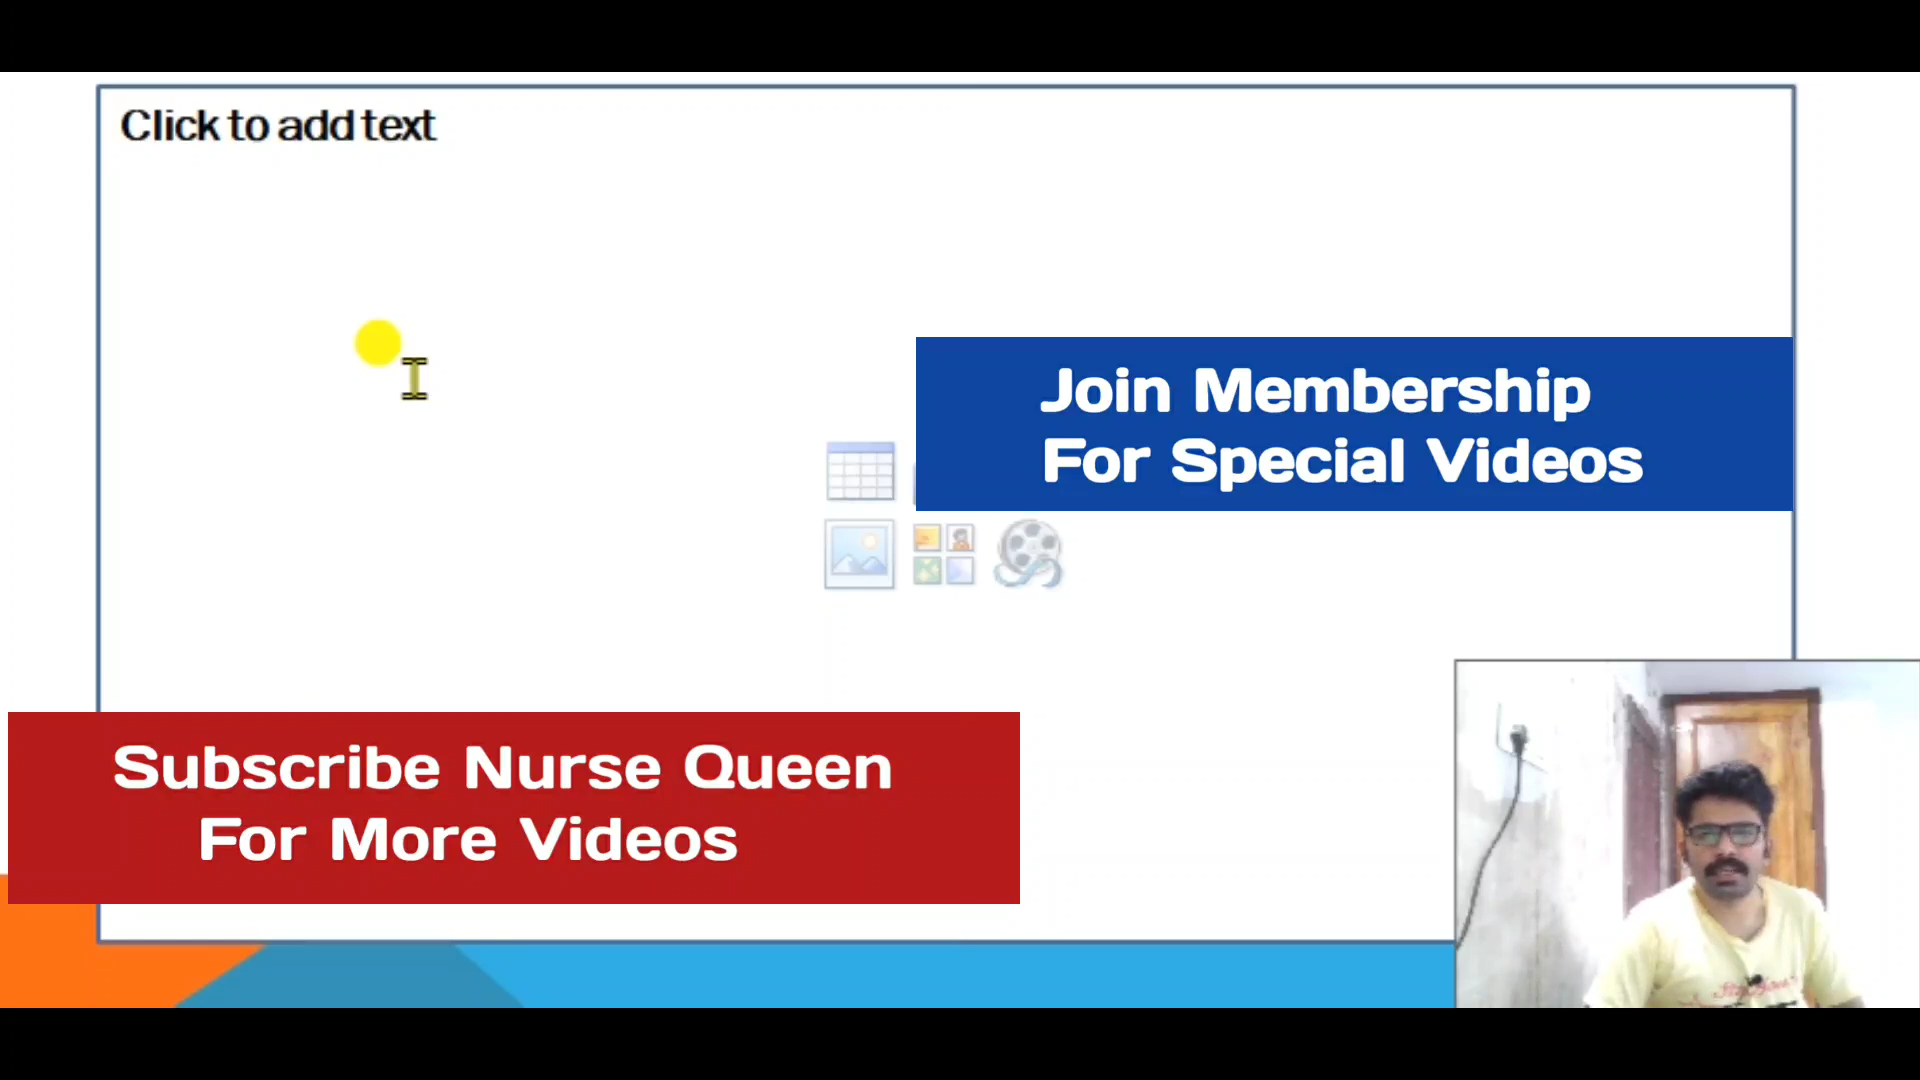 Click to add text
Join Membership
For Special Videos
Subscribe Nurse Queen
For More Videos